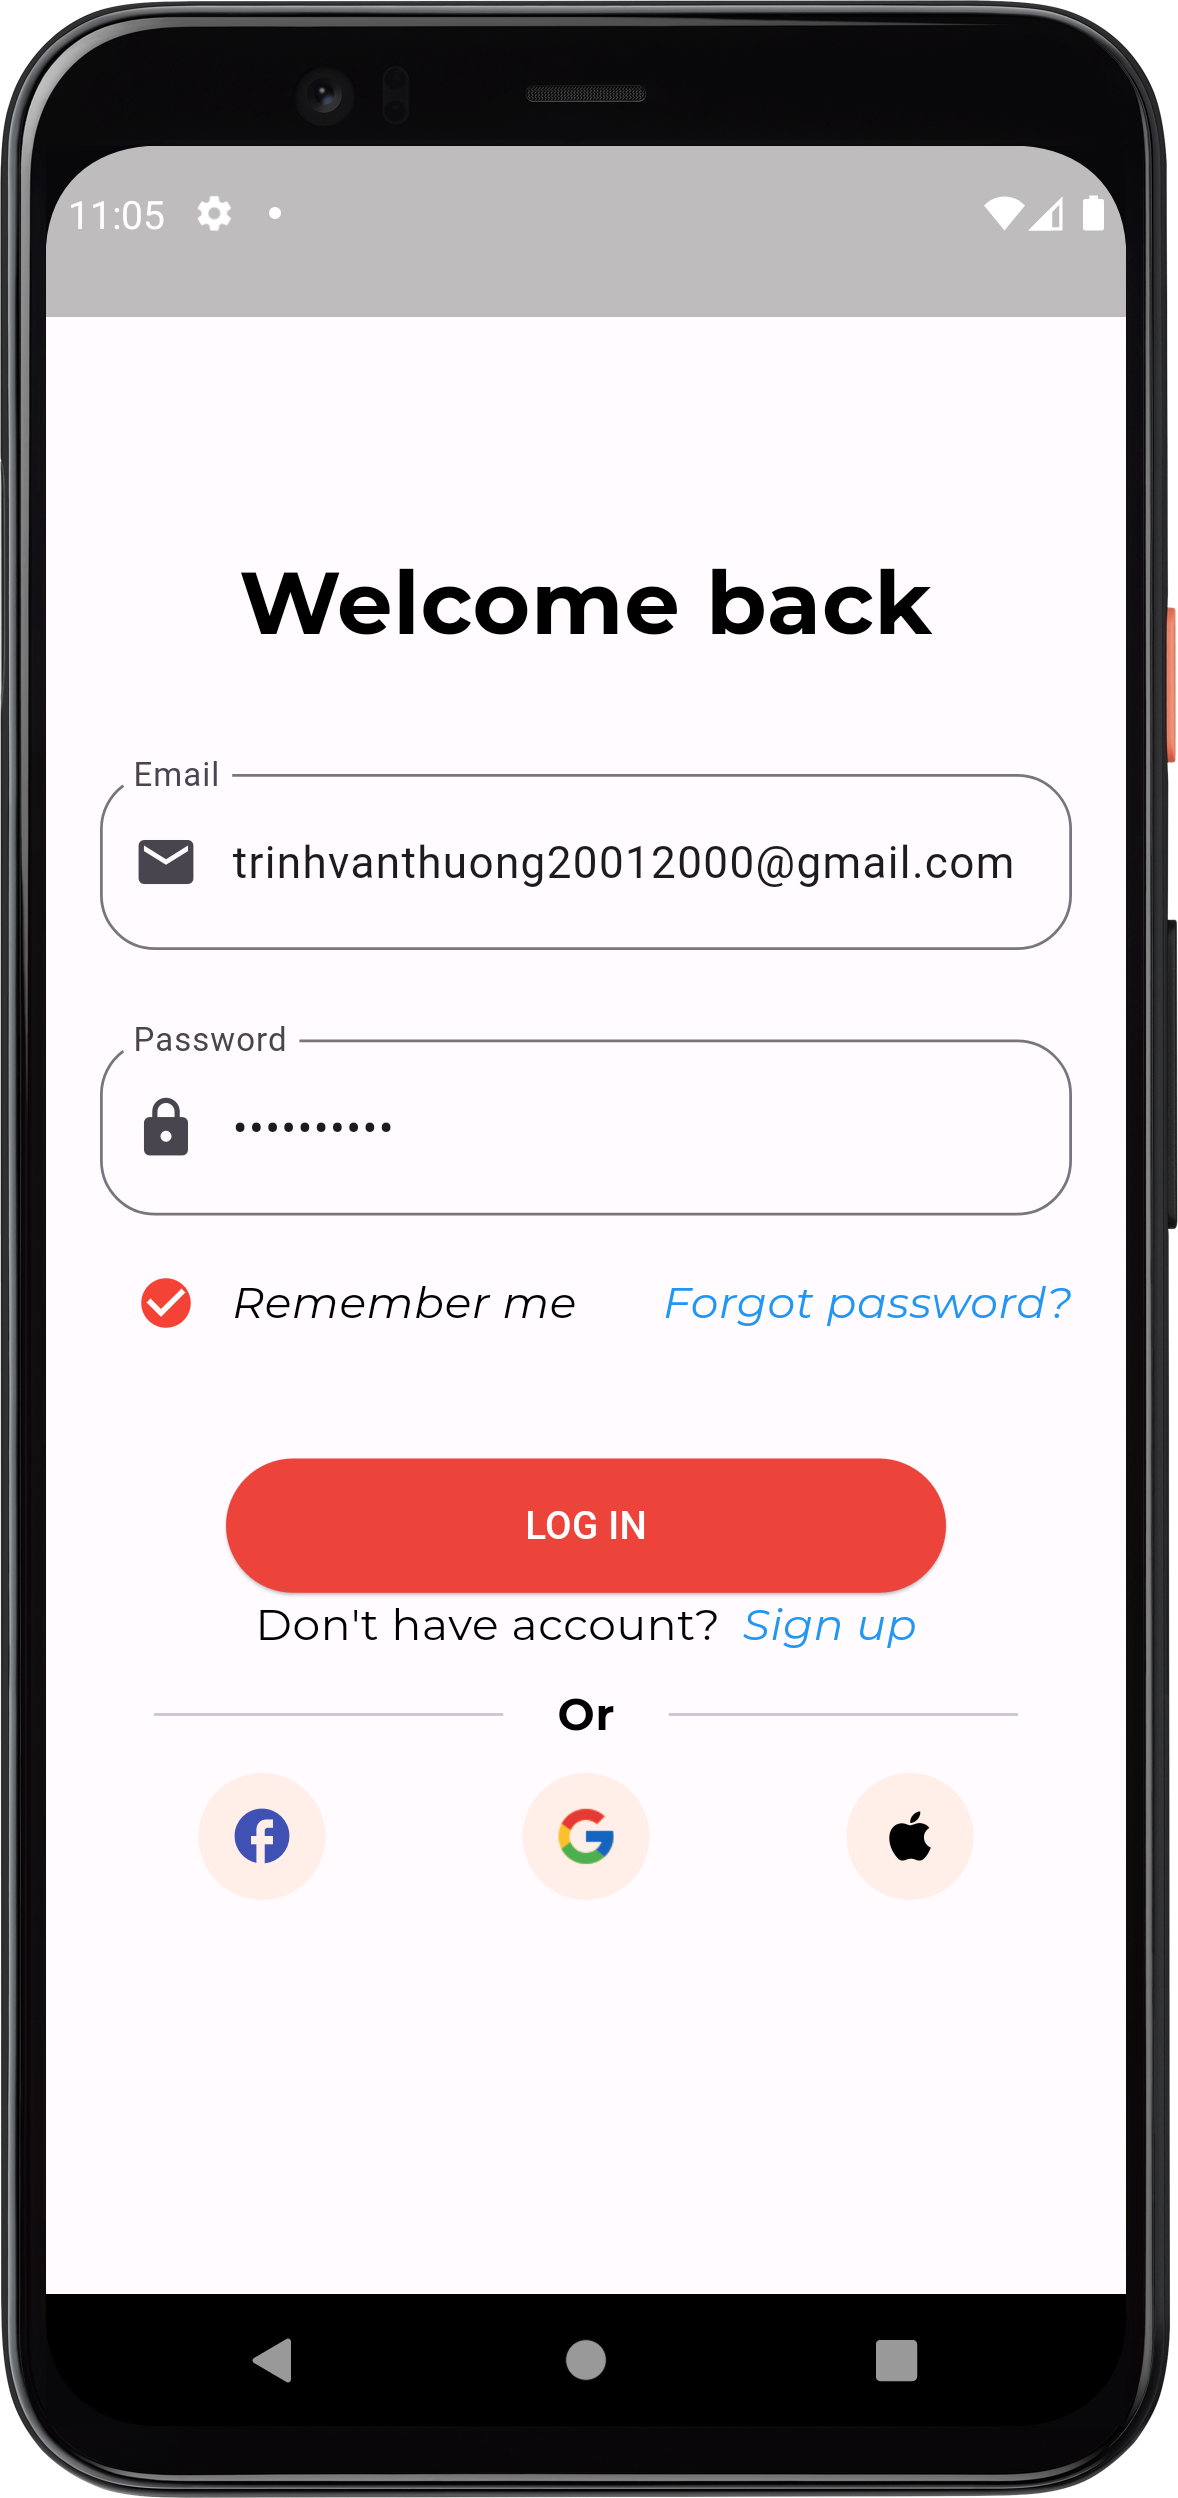 11:05
Welcome back
Email
trinhvanthuong20012000@gmail.com
Password
••••••••••
Remember me Forgot password?
LOG IN
Don't have account? Sign up
Or